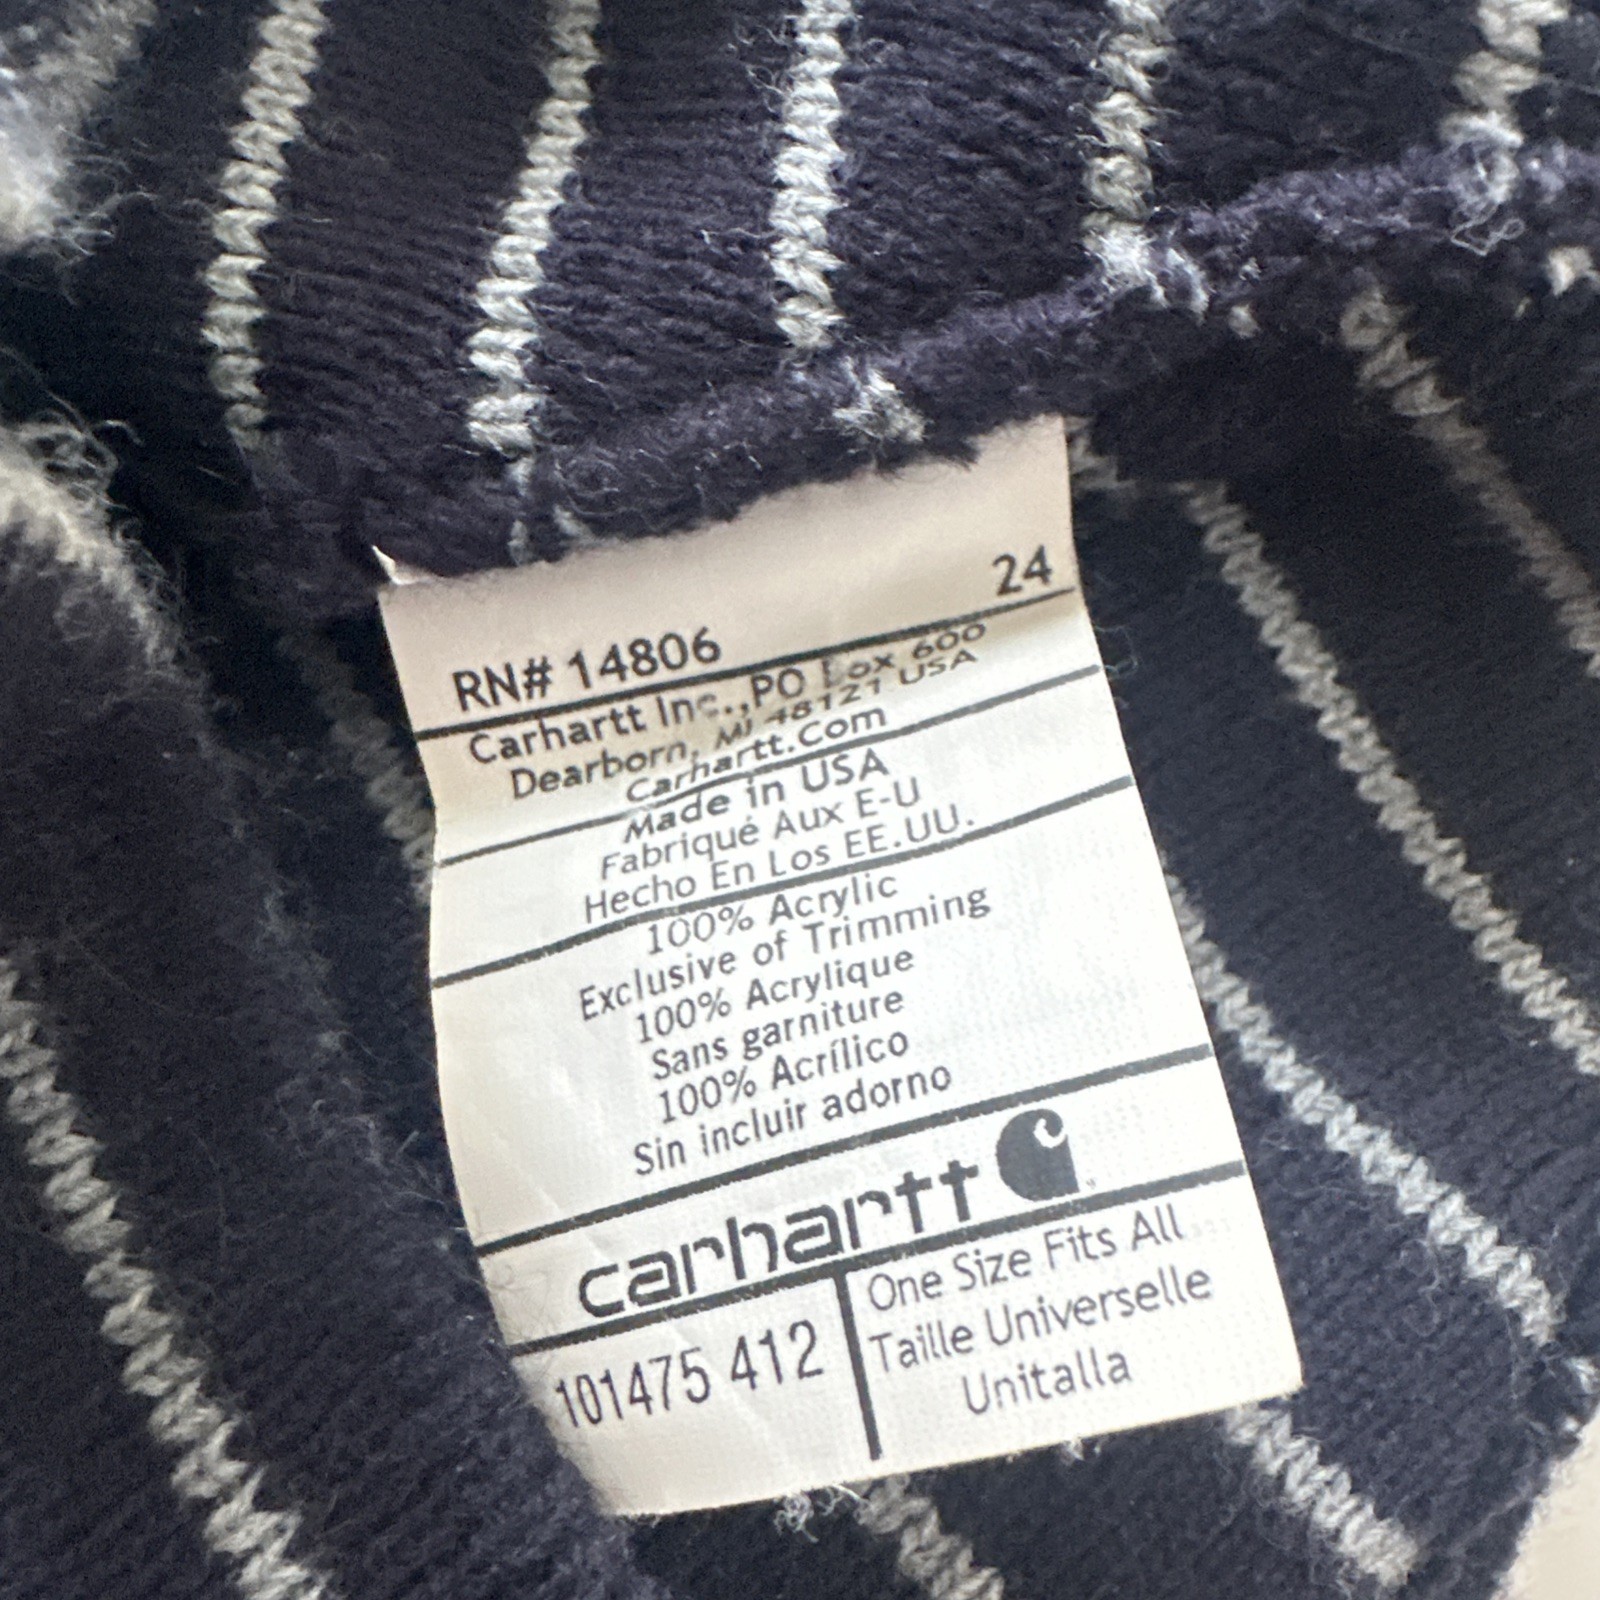 24
RN# 14806
Carhartt Inc.,PO Box 600
Dearborn, MI 48121 USA
Carhartt.Com
Made in USA
Fabriqué Aux E-U
Hecho En Los EE.UU.
100% Acrylic
Exclusive of Trimming
100% Acrylique
Sans garniture
100% Acrílico
Sin incluir adorno
carhartt
101475 412
One Size Fits All
Taille Universelle
Unitalla